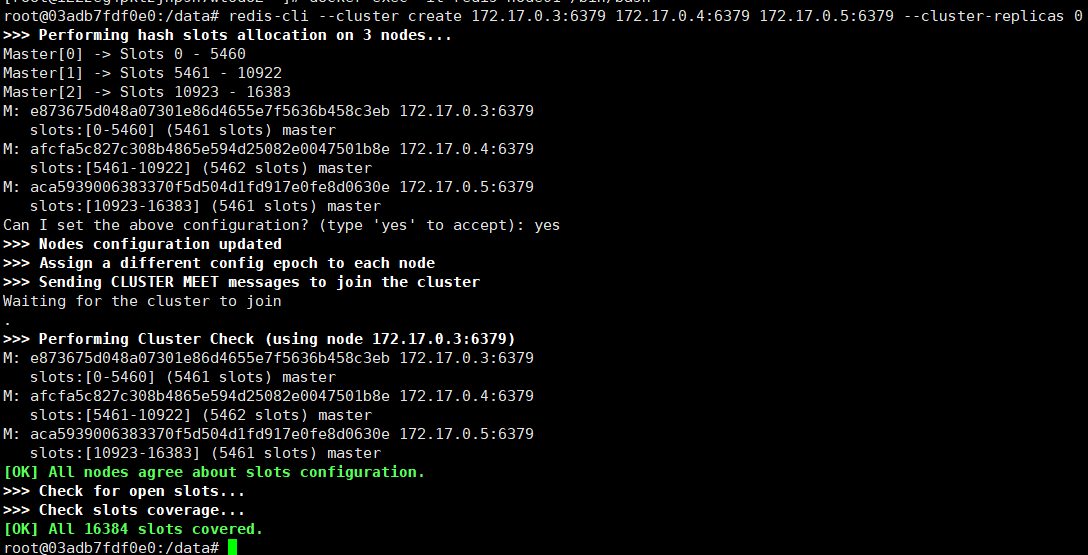 root@03adb7fdf0e0:/data# redis-cli --cluster create 172.17.0.3:6379 172.17.0.4:6379 172.17.0.5:6379 --cluster-replicas 0
>>> Performing hash slots allocation on 3 nodes...
Master[0] -> Slots 0 - 5460
Master[1] -> Slots 5461 - 10922
Master[2] -> Slots 10923 - 16383
M: e873675d048a07301e86d4655e7f5636b458c3eb 172.17.0.3:6379
   slots:[0-5460] (5461 slots) master
M: afcfa5c827c308b4865e594d25082e0047501b8e 172.17.0.4:6379
   slots:[5461-10922] (5462 slots) master
M: aca5939006383370f5d504d1fd917e0fe8d0630e 172.17.0.5:6379
   slots:[10923-16383] (5461 slots) master
Can I set the above configuration? (type 'yes' to accept): yes
>>> Nodes configuration updated
>>> Assign a different config epoch to each node
>>> Sending CLUSTER MEET messages to join the cluster
Waiting for the cluster to join
.
>>> Performing Cluster Check (using node 172.17.0.3:6379)
M: e873675d048a07301e86d4655e7f5636b458c3eb 172.17.0.3:6379
   slots:[0-5460] (5461 slots) master
M: afcfa5c827c308b4865e594d25082e0047501b8e 172.17.0.4:6379
   slots:[5461-10922] (5462 slots) master
M: aca5939006383370f5d504d1fd917e0fe8d0630e 172.17.0.5:6379
   slots:[10923-16383] (5461 slots) master
[OK] All nodes agree about slots configuration.
>>> Check for open slots...
>>> Check slots coverage...
[OK] All 16384 slots covered.
root@03adb7fdf0e0:/data#